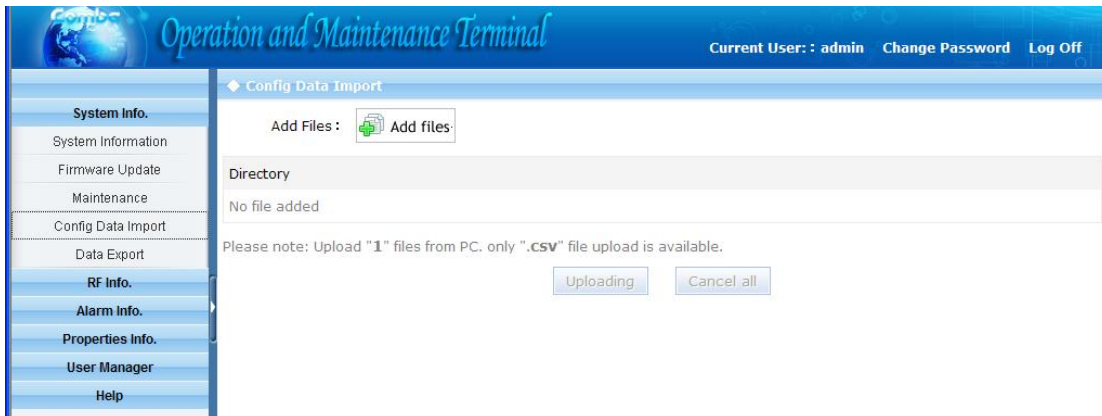 Comba
Operation and Maintenance Terminal
Current User: : admin Change Password Log Off
Config Data Import
System Info.
System Information
Firmware Update
Maintenance
Config Data Import
Data Export
RF Info.
Alarm Info.
Properties Info.
User Manager
Help
Add Files: Add files
Directory
No file added
Please note: Upload "1" files from PC. only ".csv" file upload is available.
Uploading Cancel all